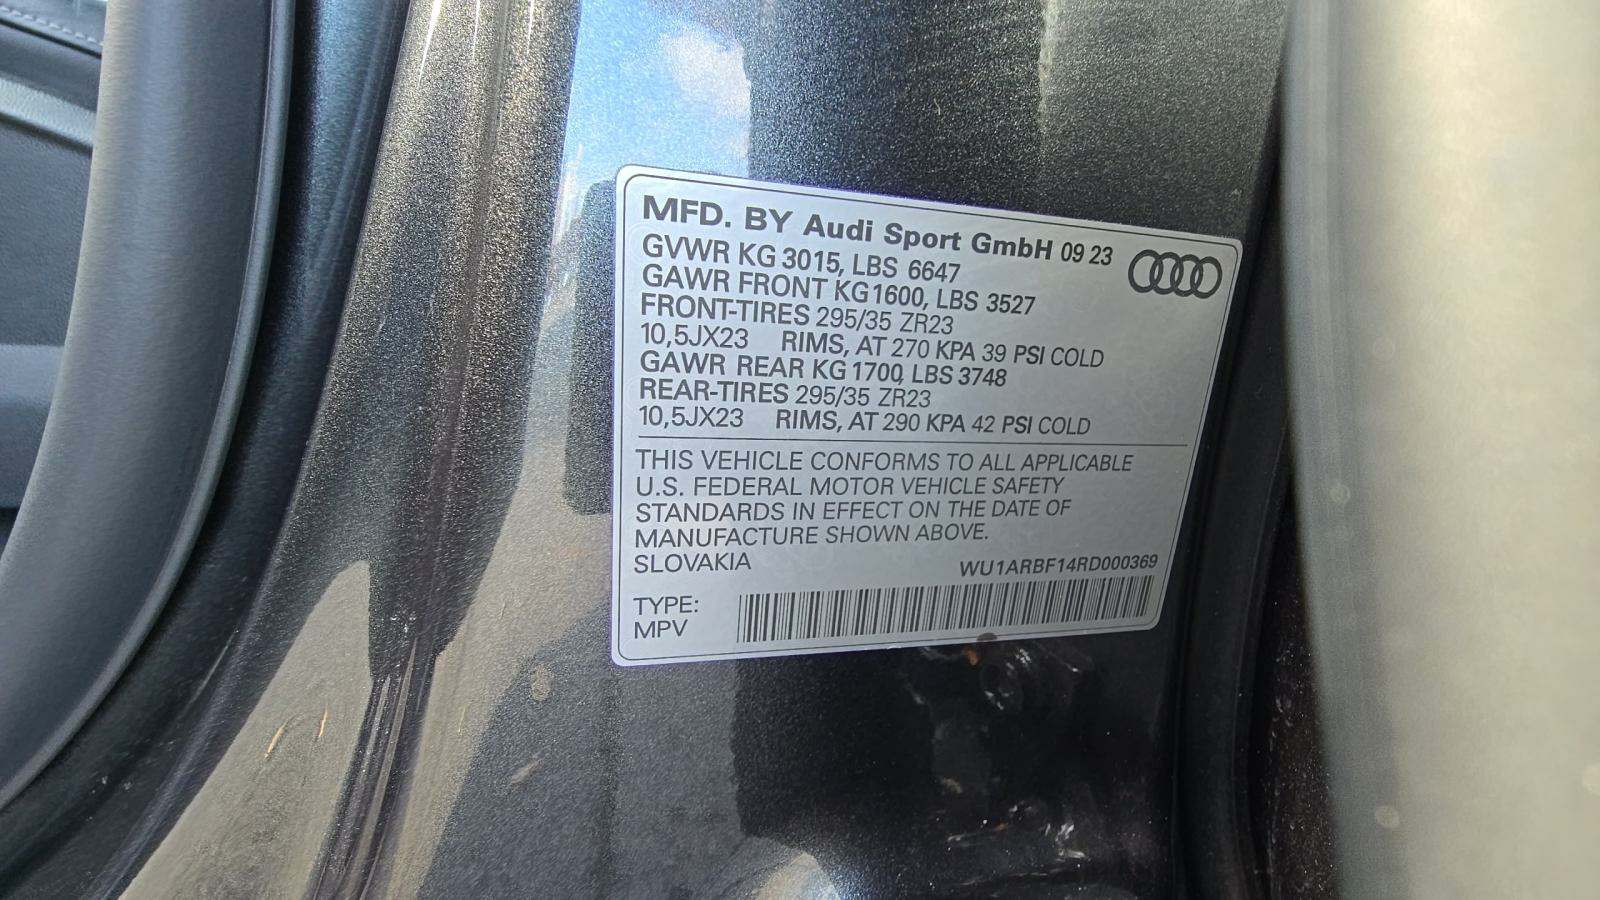 MFD. BY Audi Sport GmbH 09 23
GVWR KG 3015, LBS 6647
GAWR FRONT KG 1600, LBS 3527
FRONT-TIRES 295/35 ZR23
10,5JX23 RIMS, AT 270 KPA 39 PSI COLD
GAWR REAR KG 1700, LBS 3748
REAR-TIRES 295/35 ZR23
10,5JX23 RIMS, AT 290 KPA 42 PSI COLD
THIS VEHICLE CONFORMS TO ALL APPLICABLE
U.S. FEDERAL MOTOR VEHICLE SAFETY
STANDARDS IN EFFECT ON THE DATE OF
MANUFACTURE SHOWN ABOVE.
SLOVAKIA WU1ARBF14RD000369
TYPE:
MPV